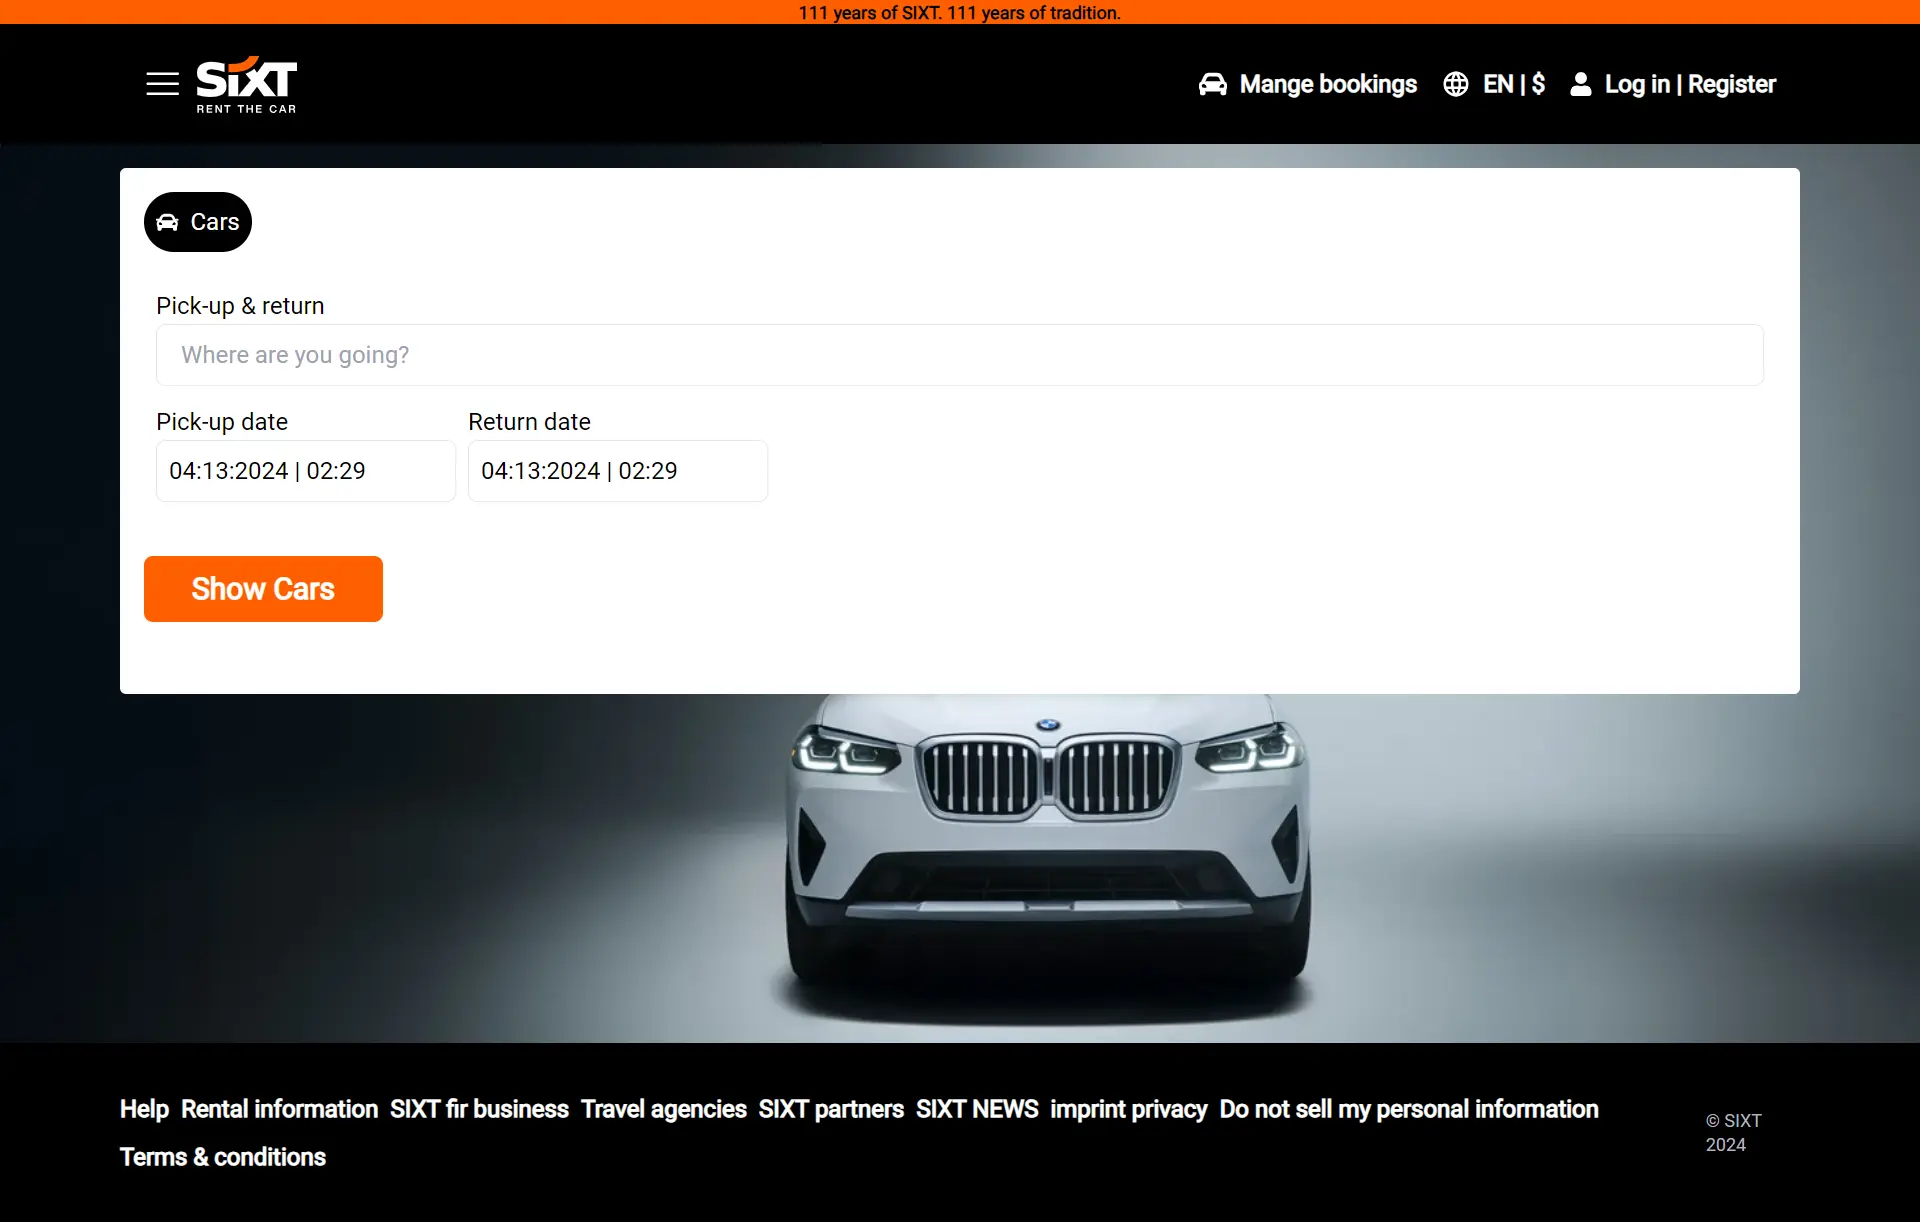 111 years of SIXT. 111 years of tradition.
SIXT
RENT THE CAR
Mange bookings
EN | $
Log in | Register
Cars
Pick-up & return
Where are you going?
Pick-up date
Return date
04:13:2024 | 02:29
04:13:2024 | 02:29
Show Cars
Help Rental information SIXT fir business Travel agencies SIXT partners SIXT NEWS imprint privacy Do not sell my personal information
Terms & conditions
© SIXT
2024